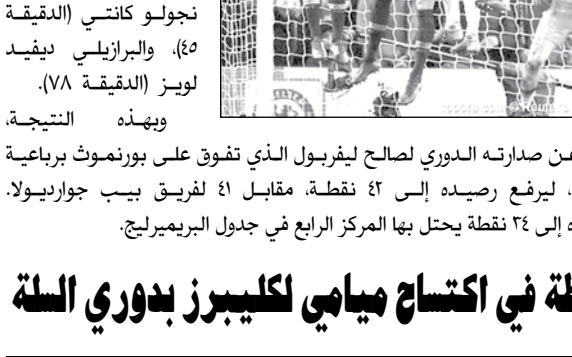 نجولو كانتي (الدقيقة
٤٥)، والبرازيلي ديفيد
لويز (الدقيقة ٧٨).
وبهذه النتيجة،
عن صدارته الدوري لصالح ليفربول الذي تفوق على بورنموث برباعية
، ليرفع رصيده إلى ٤٢ نقطة، مقابل ٤١ لفريق بيب جوارديولا.
ه إلى ٣٤ نقطة يحتل بها المركز الرابع في جدول البريميرليج.
طة في اكتساح ميامي لكليبرز بدوري السلة